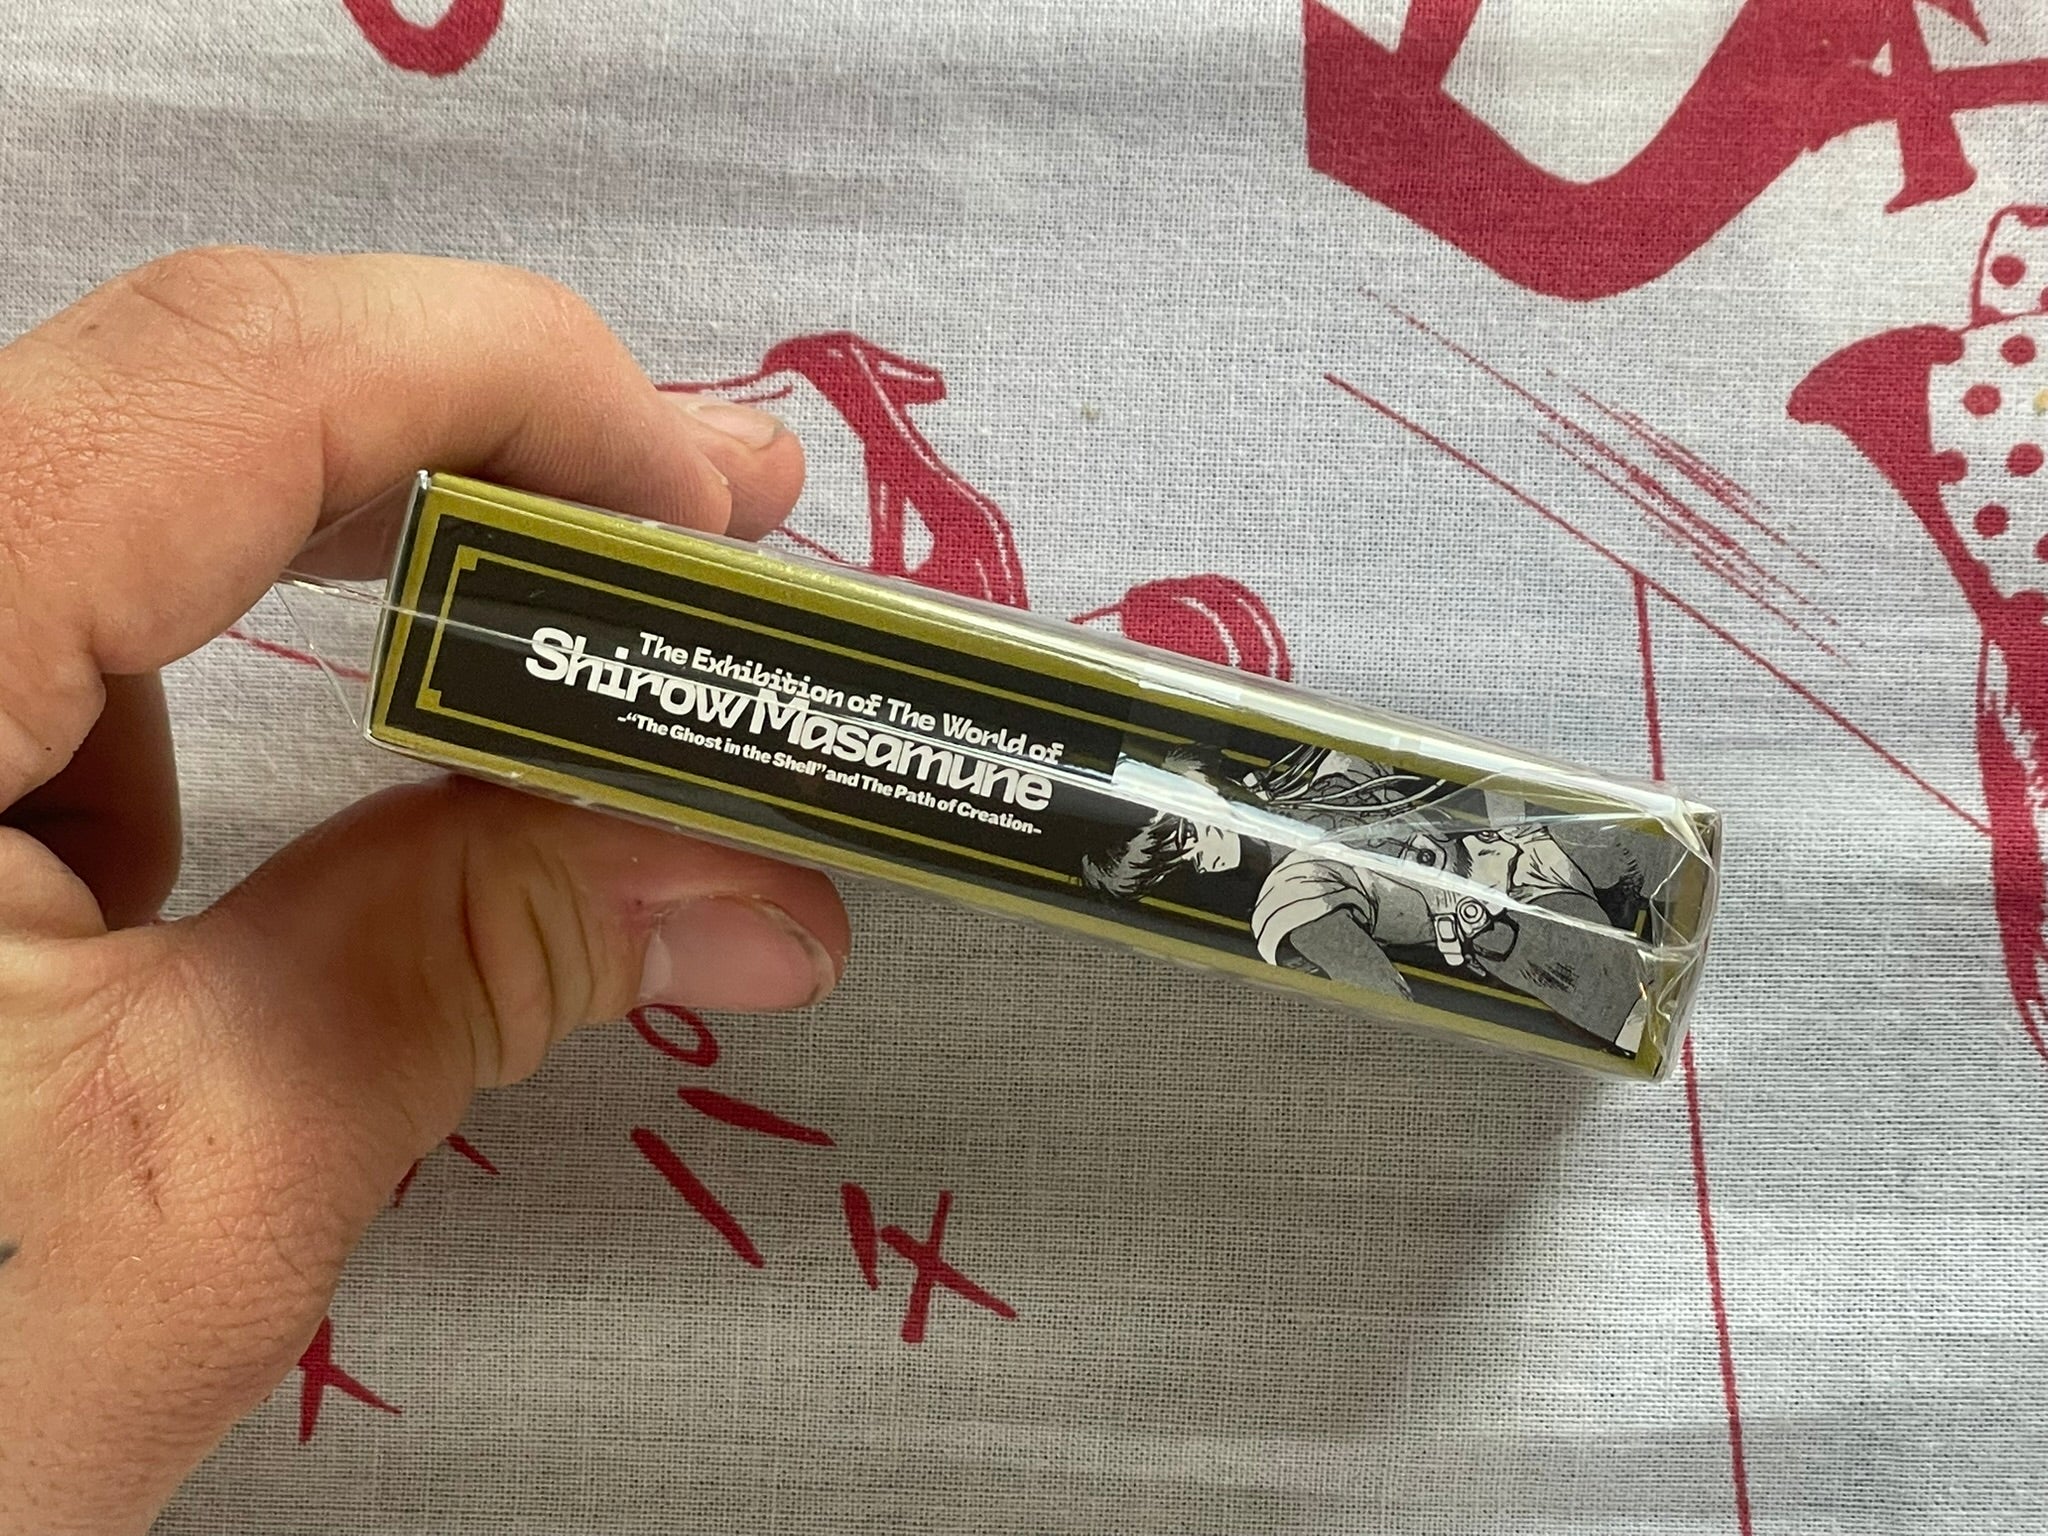 The Exhibition of The World of
Shirow Masamune
-“The Ghost in the Shell” and The Path of Creation-